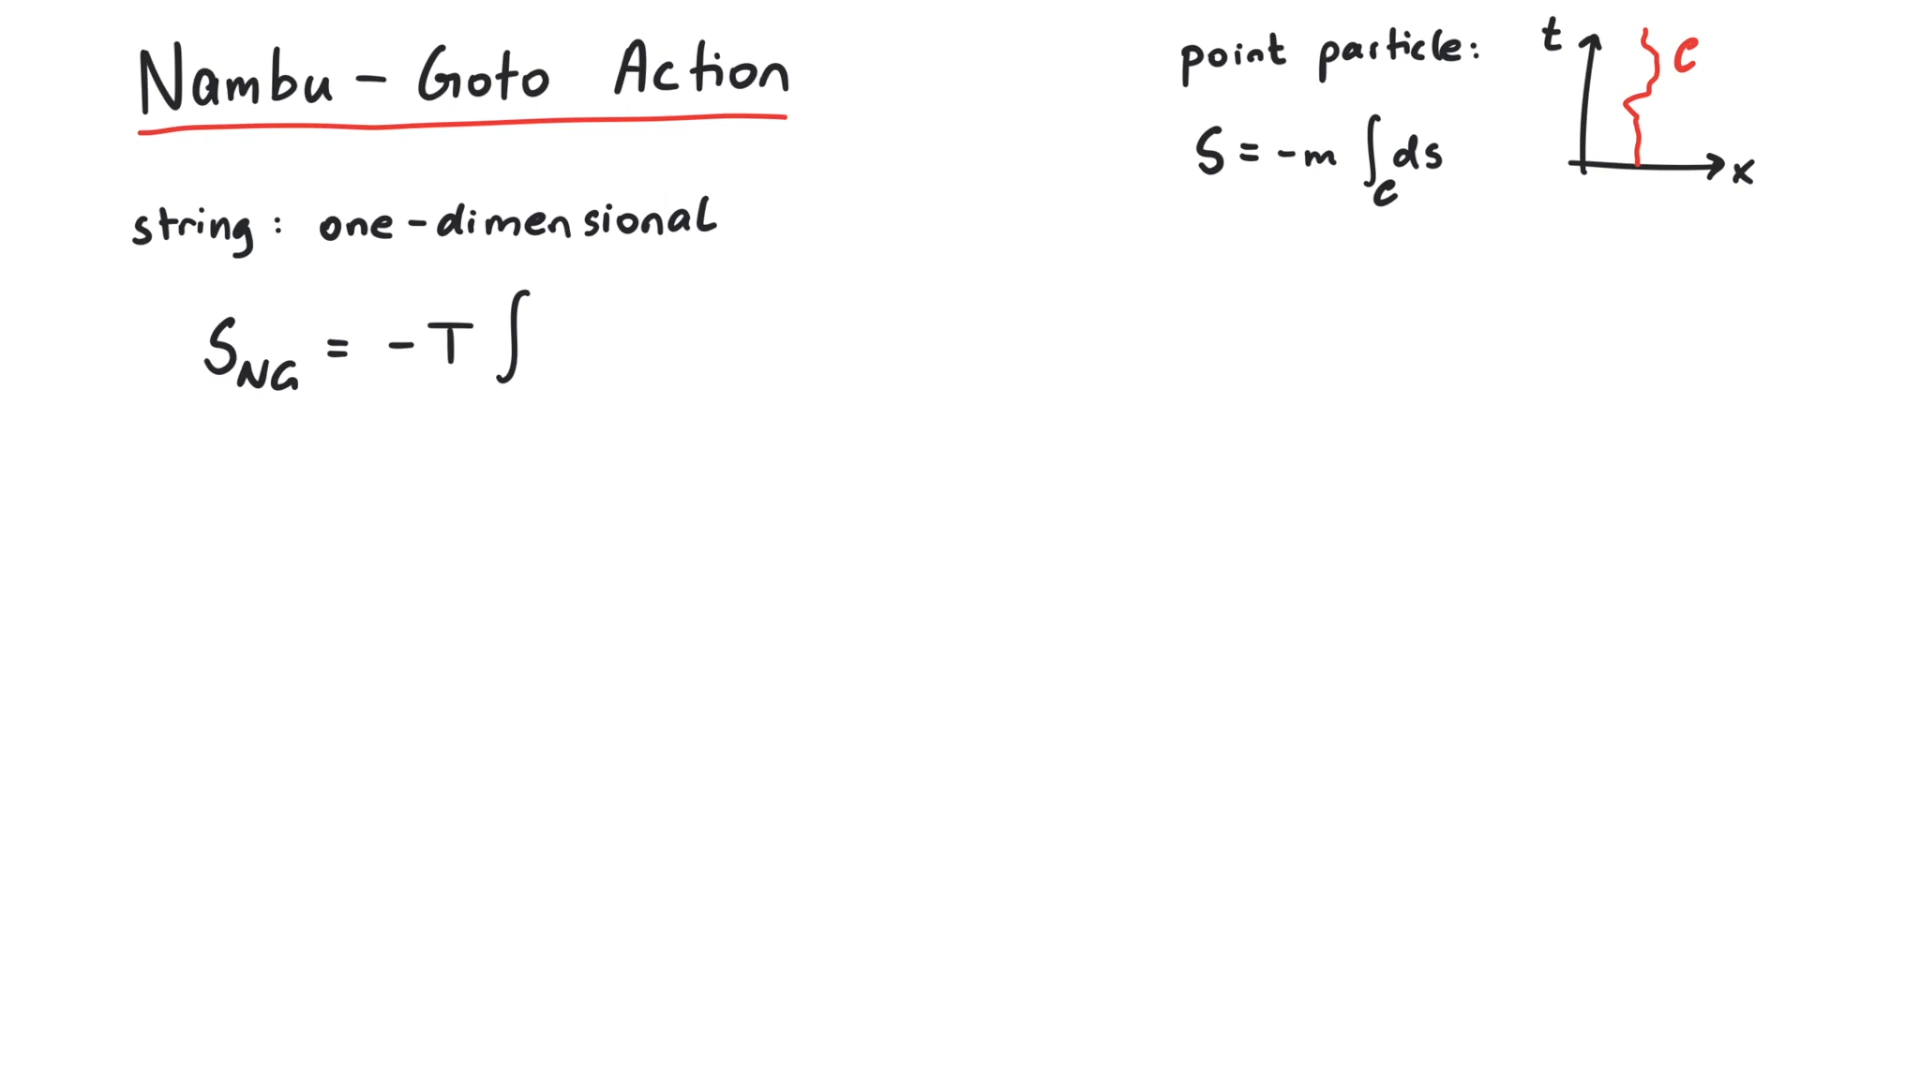 Nambu - Goto Action
string: one-dimensional
S_NG = -T ∫
point particle:
S = -m ∫_C ds
t
C
x